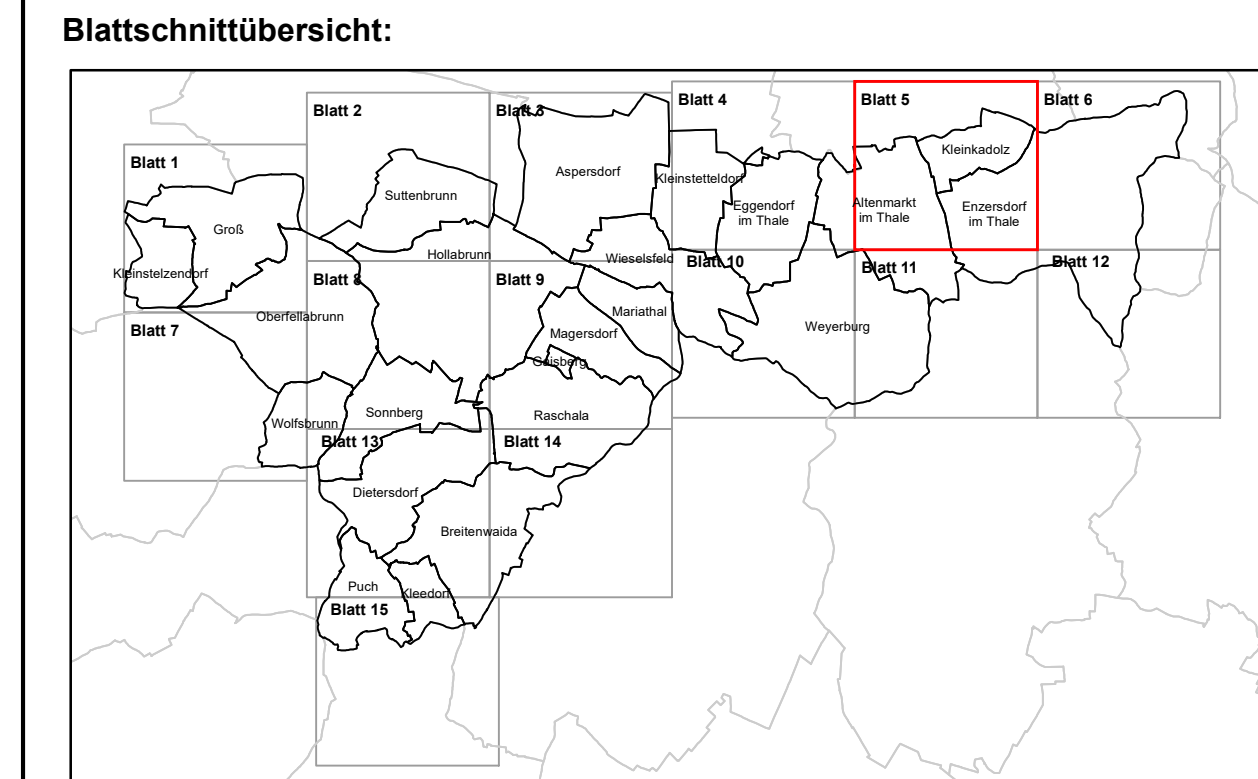 Blattschnittübersicht:
Blatt 4
Blatt 5
Blatt 6
Blatt 2
Blatt 3
Blatt 1
Kleinkadolz
Aspersdorf
Kleinstetteldorf
Suttenbrunn
Eggendorf
im Thale
Altenmarkt
im Thale
Enzersdorf
im Thale
Groß
Hollabrunn
Wieselsfeld
Blatt 10
Blatt 11
Blatt 12
Kleinstelzendorf
Blatt 8
Blatt 9
Oberfellabrunn
Mariathal
Blatt 7
Magersdorf
Weyerburg
Gaisberg
Sonnberg
Raschala
Wolfsbrunn
Blatt 13
Blatt 14
Dietersdorf
Breitenwaida
Puch
Kleedorf
Blatt 15